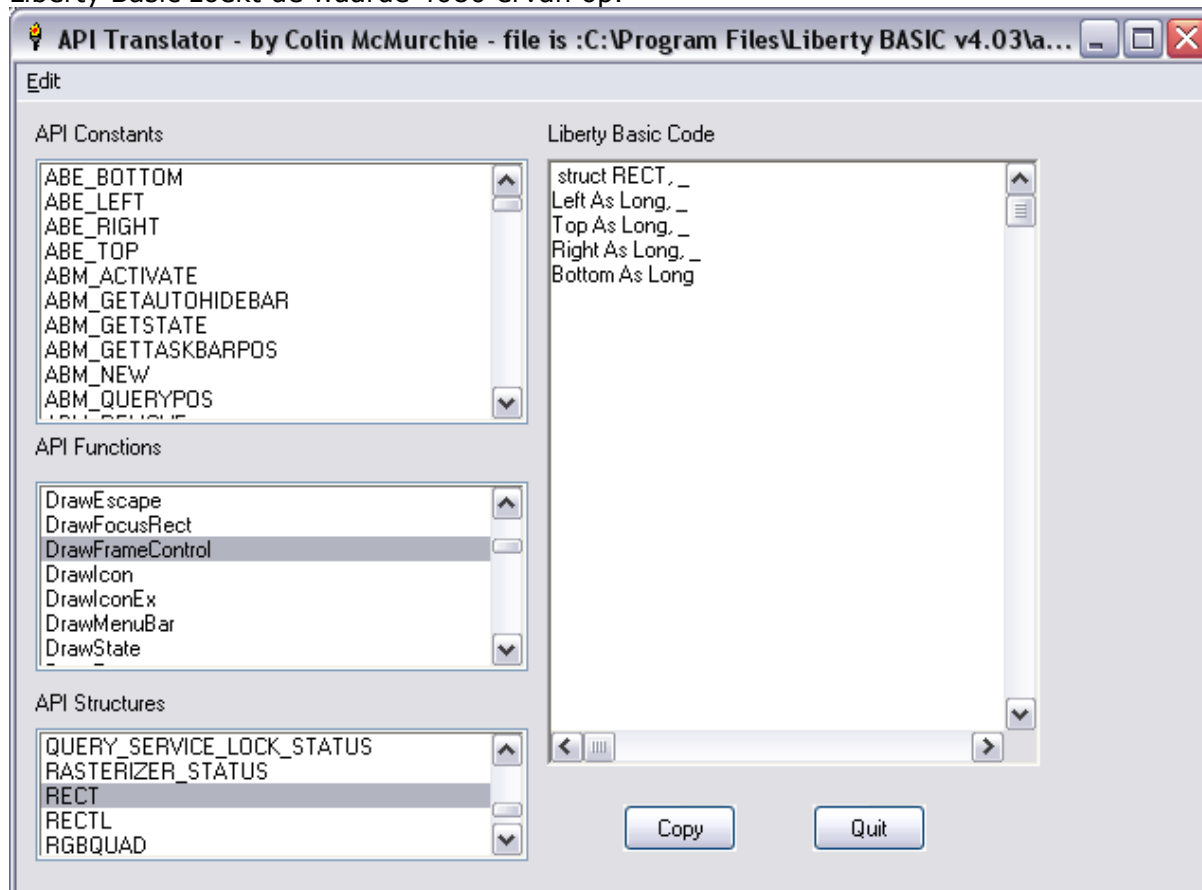 API Translator - by Colin McMurchie - file is :C:\Program Files\Liberty BASIC v4.03\a...
Edit
API Constants
ABE_BOTTOM
ABE_LEFT
ABE_RIGHT
ABE_TOP
ABM_ACTIVATE
ABM_GETAUTOHIDEBAR
ABM_GETSTATE
ABM_GETTASKBARPOS
ABM_NEW
ABM_QUERYPOS
API Functions
DrawEscape
DrawFocusRect
DrawFrameControl
DrawIcon
DrawIconEx
DrawMenuBar
DrawState
API Structures
QUERY_SERVICE_LOCK_STATUS
RASTERIZER_STATUS
RECT
RECTL
RGBQUAD
Liberty Basic Code
struct RECT, _
Left As Long, _
Top As Long, _
Right As Long, _
Bottom As Long
Copy
Quit